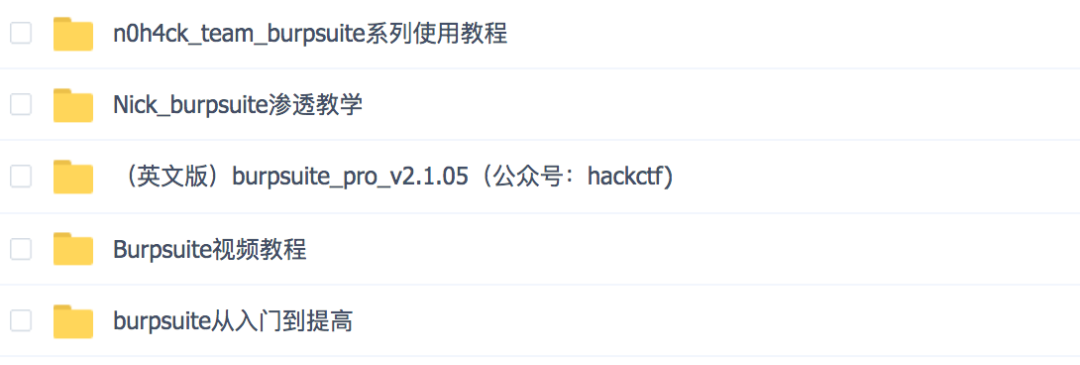 n0h4ck_team_burpsuite系列使用教程
Nick_burpsuite渗透教学
（英文版）burpsuite_pro_v2.1.05（公众号：hackctf)
Burpsuite视频教程
burpsuite从入门到提高